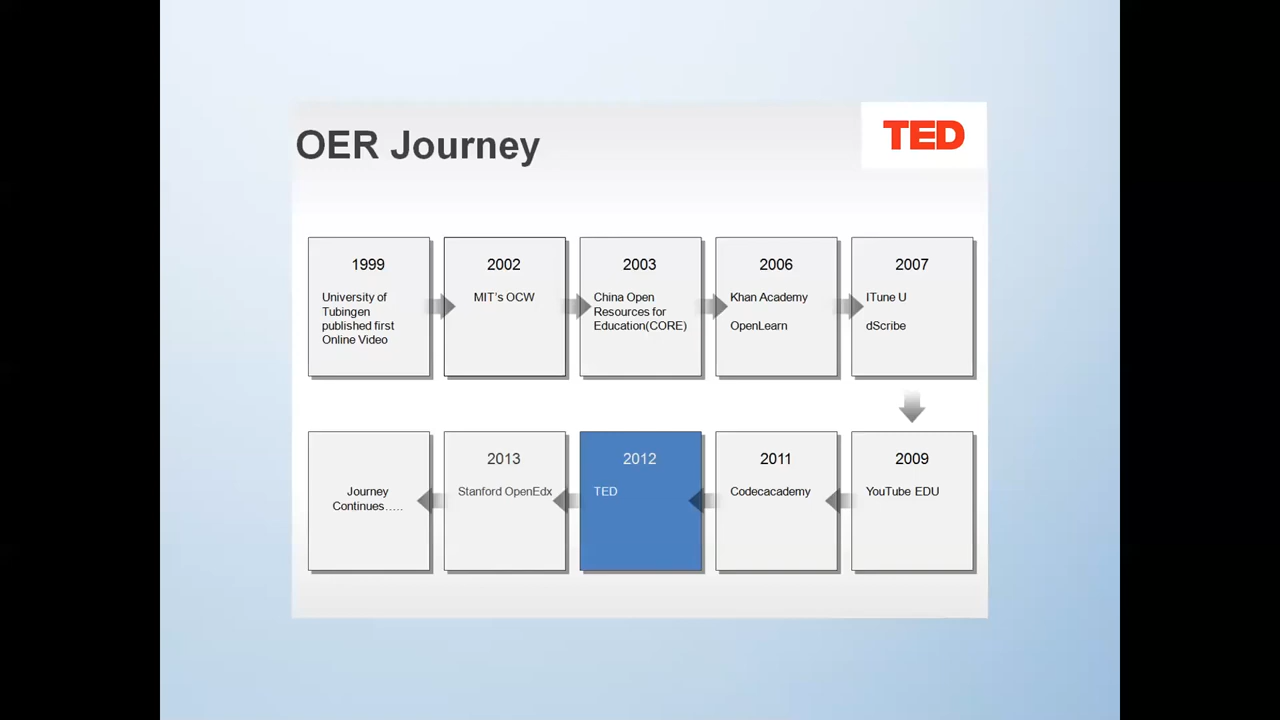 OER Journey
TED
1999
University of
Tubingen
published first
Online Video
2002
MIT's OCW
2003
China Open
Resources for
Education(CORE)
2006
Khan Academy
OpenLearn
2007
ITune U
dScribe
2009
YouTube EDU
2011
Codecacademy
2012
TED
2013
Stanford OpenEdx
Journey
Continues.....